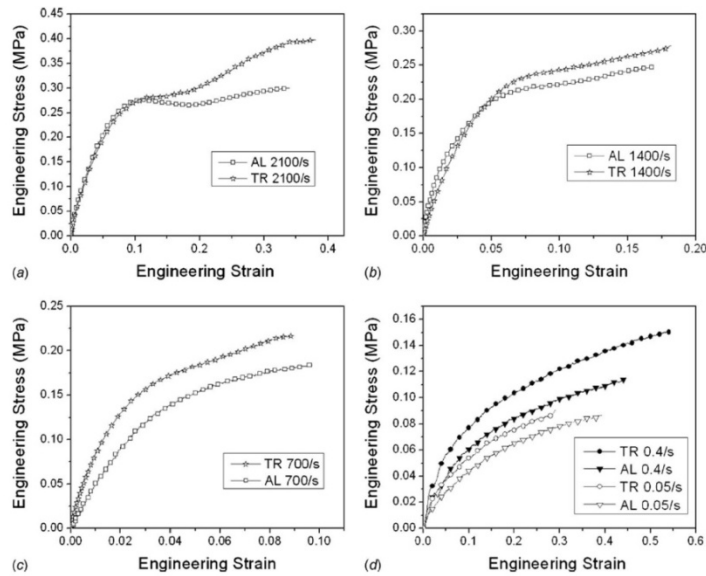 0.45
0.40
0.35
0.30
0.25
0.20
0.15
0.10
0.05
0.00
Engineering Stress (MPa)
AL 2100/s
TR 2100/s
0.0 0.1 0.2 0.3 0.4
(a)
Engineering Strain
0.25
0.20
0.15
0.10
0.05
0.00
Engineering Stress (MPa)
AL 1400/s
TR 1400/s
0.00 0.05 0.10 0.15 0.20
(b)
Engineering Strain
0.25
0.20
0.15
0.10
0.05
0.00
Engineering Stress (MPa)
TR 700/s
AL 700/s
0.00 0.02 0.04 0.06 0.08 0.10
(c)
Engineering Strain
0.16
0.14
0.12
0.10
0.08
0.06
0.04
0.02
0.00
Engineering Stress (MPa)
TR 0.4/s
AL 0.4/s
TR 0.05/s
AL 0.05/s
0.0 0.1 0.2 0.3 0.4 0.5 0.6
(d)
Engineering Strain